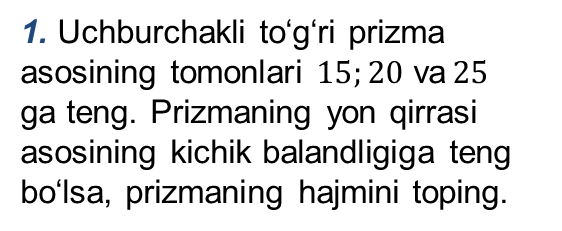 1. Uchburchakli to‘g‘ri prizma
asosining tomonlari 15; 20 va 25
ga teng. Prizmaning yon qirrasi
asosining kichik balandligiga teng
bo‘lsa, prizmaning hajmini toping.